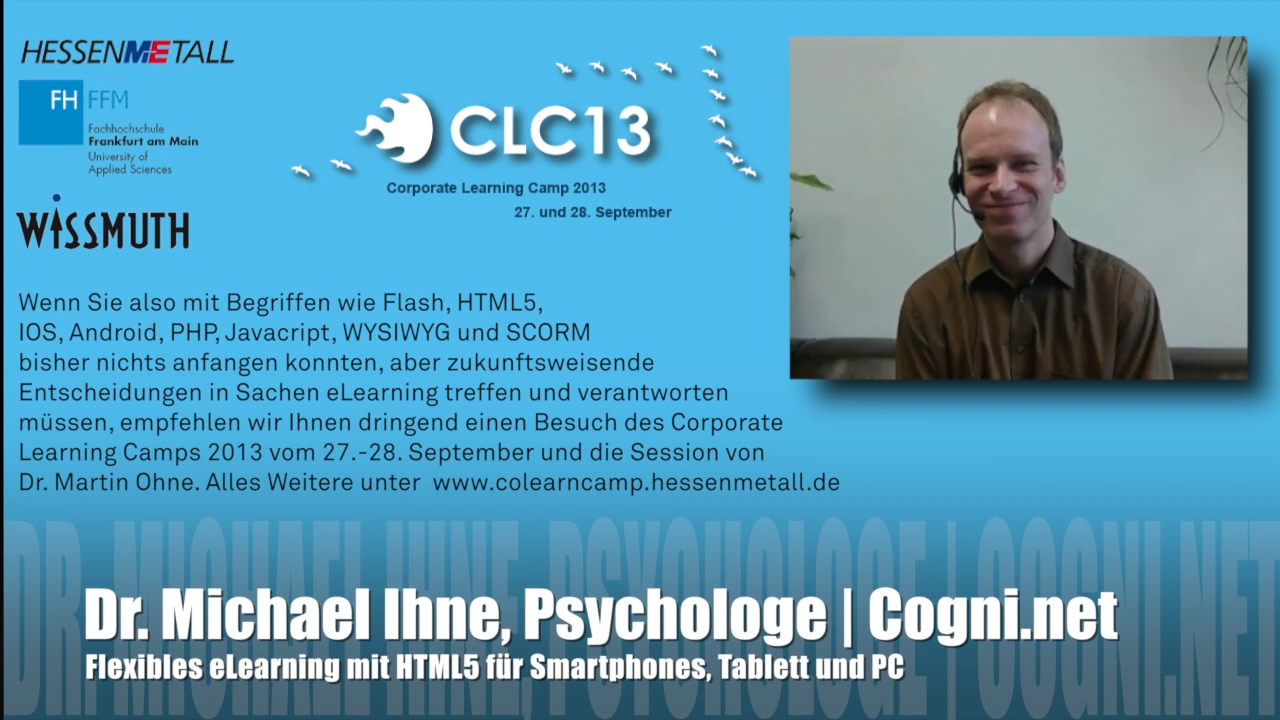 HESSENMETALL
FH FFM
Fachhochschule
Frankfurt am Main
University of
Applied Sciences
WiSSMUTH
CLC13
Corporate Learning Camp 2013
27. und 28. September
Wenn Sie also mit Begriffen wie Flash, HTML5,
IOS, Android, PHP, Javacript, WYSIWYG und SCORM
bisher nichts anfangen konnten, aber zukunftsweisende
Entscheidungen in Sachen eLearning treffen und verantworten
müssen, empfehlen wir Ihnen dringend einen Besuch des Corporate
Learning Camps 2013 vom 27.-28. September und die Session von
Dr. Martin Ohne. Alles Weitere unter www.colearncamp.hessenmetall.de
DR. MICHAEL IHNE, PSYCHOLOGE | COGNI.NET
Dr. Michael Ihne, Psychologe | Cogni.net
Flexibles eLearning mit HTML5 für Smartphones, Tablett und PC